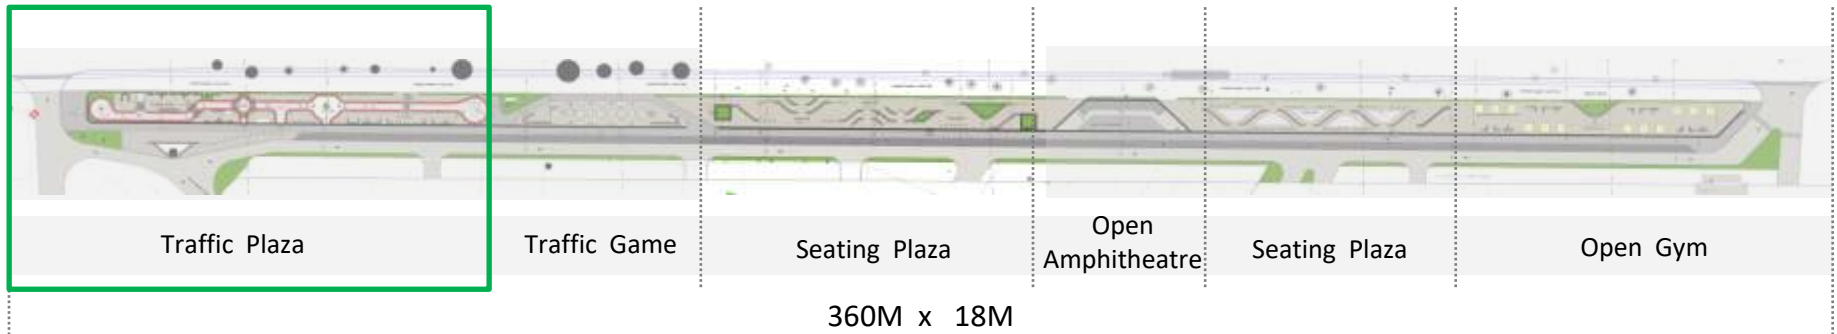 Traffic Plaza
Traffic Game
Seating Plaza
Open
Amphitheatre
Seating Plaza
Open Gym
360M x 18M